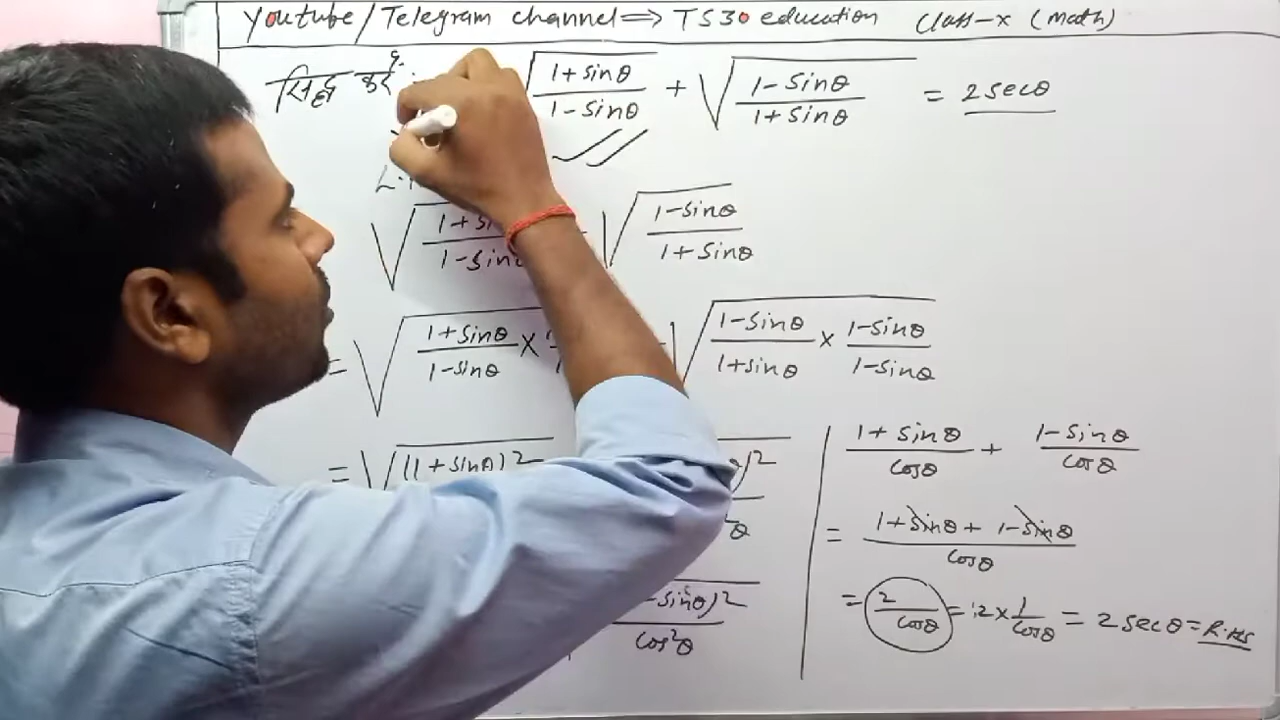 Youtube/Telegram channel ⇒ TS30 education Class-X (Math)
सिद्ध करें :- √(1+sinθ / 1-sinθ) + √(1-sinθ / 1+sinθ) = 2secθ
√(1+si / 1-sinθ √(1-sinθ / 1+sinθ)
= √(1+sinθ / 1-sinθ × √(1-sinθ / 1+sinθ × 1-sinθ / 1-sinθ)
= √(1+sinθ)² )² θ
-sinθ)² / cos²θ
1+sinθ / cosθ + 1-sinθ / cosθ
= 1+sinθ + 1-sinθ / cosθ
= 2 / cosθ = 2 × 1 / cosθ = 2secθ = R.H.S